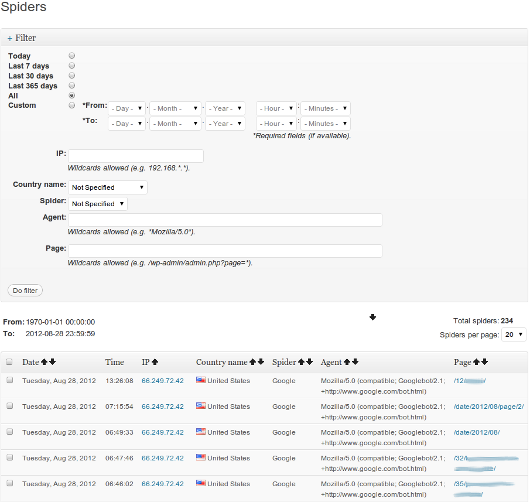 Spiders
+ Filter
Today
Last 7 days
Last 30 days
Last 365 days
All
Custom *From: - Day - - Month - - Year - - Hour - : - Minutes -
*To: - Day - - Month - - Year - - Hour - : - Minutes -
*Required fields (if available).
IP:
Wildcards allowed (e.g. 192.168.*.*).
Country name: Not Specified
Spider: Not Specified
Agent:
Wildcards allowed (e.g. *Mozilla/5.0*).
Page:
Wildcards allowed (e.g. /wp-admin/admin.php?page=*).
Do filter
From: 1970-01-01 00:00:00 Total spiders: 234
To: 2012-08-28 23:59:59 Spiders per page: 20
Date Time IP Country name Spider Agent Page
Tuesday, Aug 28, 2012 13:26:08 66.249.72.42 United States Google Mozilla/5.0 (compatible; Googlebot/2.1; /12 /
+http://www.google.com/bot.html)
Tuesday, Aug 28, 2012 07:15:54 66.249.72.42 United States Google Mozilla/5.0 (compatible; Googlebot/2.1; /date/2012/08/page/2/
+http://www.google.com/bot.html)
Tuesday, Aug 28, 2012 06:49:33 66.249.72.42 United States Google Mozilla/5.0 (compatible; Googlebot/2.1; /date/2012/08/
+http://www.google.com/bot.html)
Tuesday, Aug 28, 2012 06:47:46 66.249.72.42 United States Google Mozilla/5.0 (compatible; Googlebot/2.1; /32/
+http://www.google.com/bot.html) /
Tuesday, Aug 28, 2012 06:46:02 66.249.72.42 United States Google Mozilla/5.0 (compatible; Googlebot/2.1; /35/
+http://www.google.com/bot.html) /